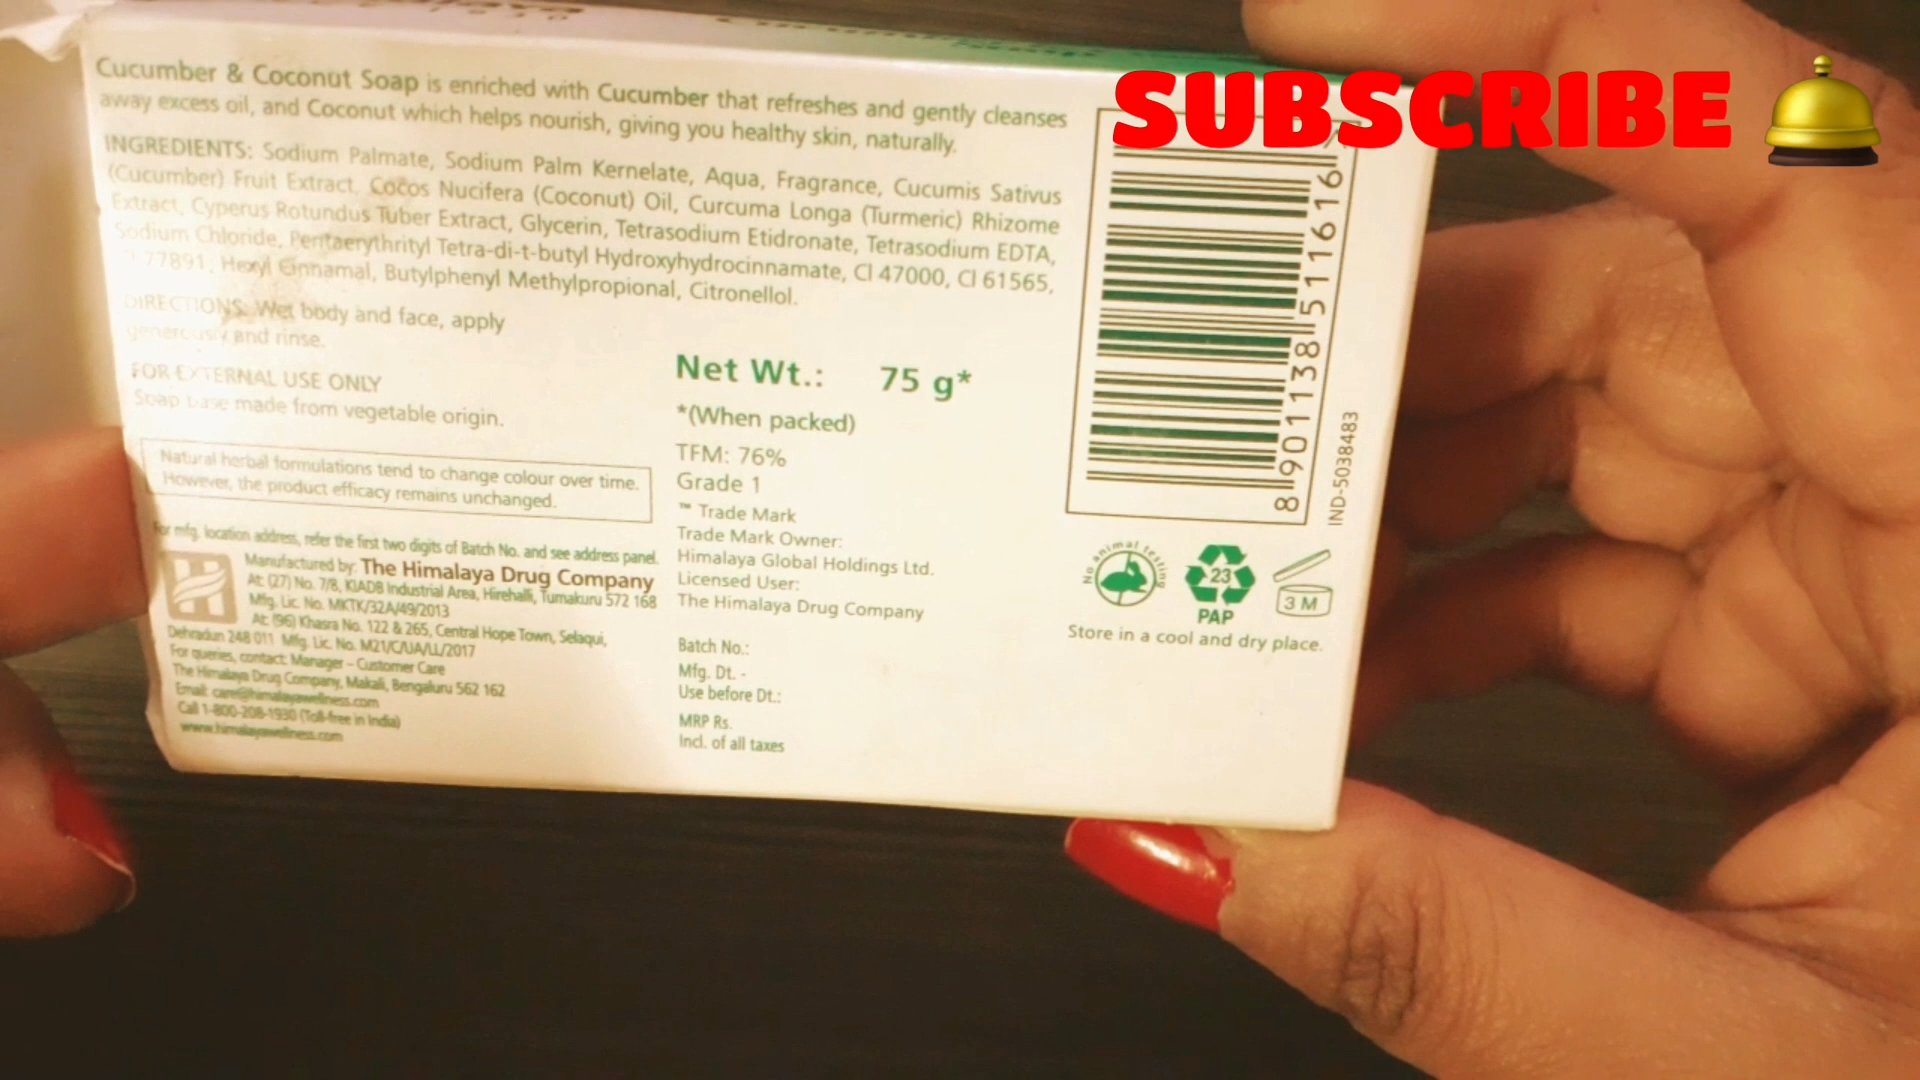 Cucumber & Coconut Soap is enriched with Cucumber that refreshes and gently cleanses
away excess oil, and Coconut which helps nourish, giving you healthy skin, naturally.
INGREDIENTS: Sodium Palmate, Sodium Palm Kernelate, Aqua, Fragrance, Cucumis Sativus
(Cucumber) Fruit Extract, Cocos Nucifera (Coconut) Oil, Curcuma Longa (Turmeric) Rhizome
Extract, Cyperus Rotundus Tuber Extract, Glycerin, Tetrasodium Etidronate, Tetrasodium EDTA,
Sodium Chloride, Pentaerythrityl Tetra-di-t-butyl Hydroxyhydrocinnamate, CI 47000, CI 61565,
77891, Hexyl Cinnamal, Butylphenyl Methylpropional, Citronellol.
DIRECTIONS: Wet body and face, apply
generously and rinse.
FOR EXTERNAL USE ONLY
Soap base made from vegetable origin.
Natural herbal formulations tend to change colour over time.
However, the product efficacy remains unchanged.
For mfg. location address, refer the first two digits of Batch No. and see address panel.
Manufactured by: The Himalaya Drug Company
At: (27) No. 7/8, KIADB Industrial Area, Hirehalli, Tumakuru 572 168
Mfg. Lic. No. MKTK/32A/49/2013
At: (96) Khasra No. 122 & 265, Central Hope Town, Selaqui,
Dehradun 248 011 Mfg. Lic. No. M21/C/UA/LL/2017
For queries, contact: Manager - Customer Care
The Himalaya Drug Company, Makali, Bengaluru 562 162
Email: care@himalayawellness.com
Call 1-800-208-1930 (Toll-free in India)
www.himalayawellness.com
Net Wt.: 75 g*
*(When packed)
TFM: 76%
Grade 1
™ Trade Mark
Trade Mark Owner:
Himalaya Global Holdings Ltd.
Licensed User:
The Himalaya Drug Company
Batch No.:
Mfg. Dt. -
Use before Dt.:
MRP Rs.
Incl. of all taxes
SUBSCRIBE
8 901138 511616
IND-5038483
No animal testing
23
PAP
3 M
Store in a cool and dry place.